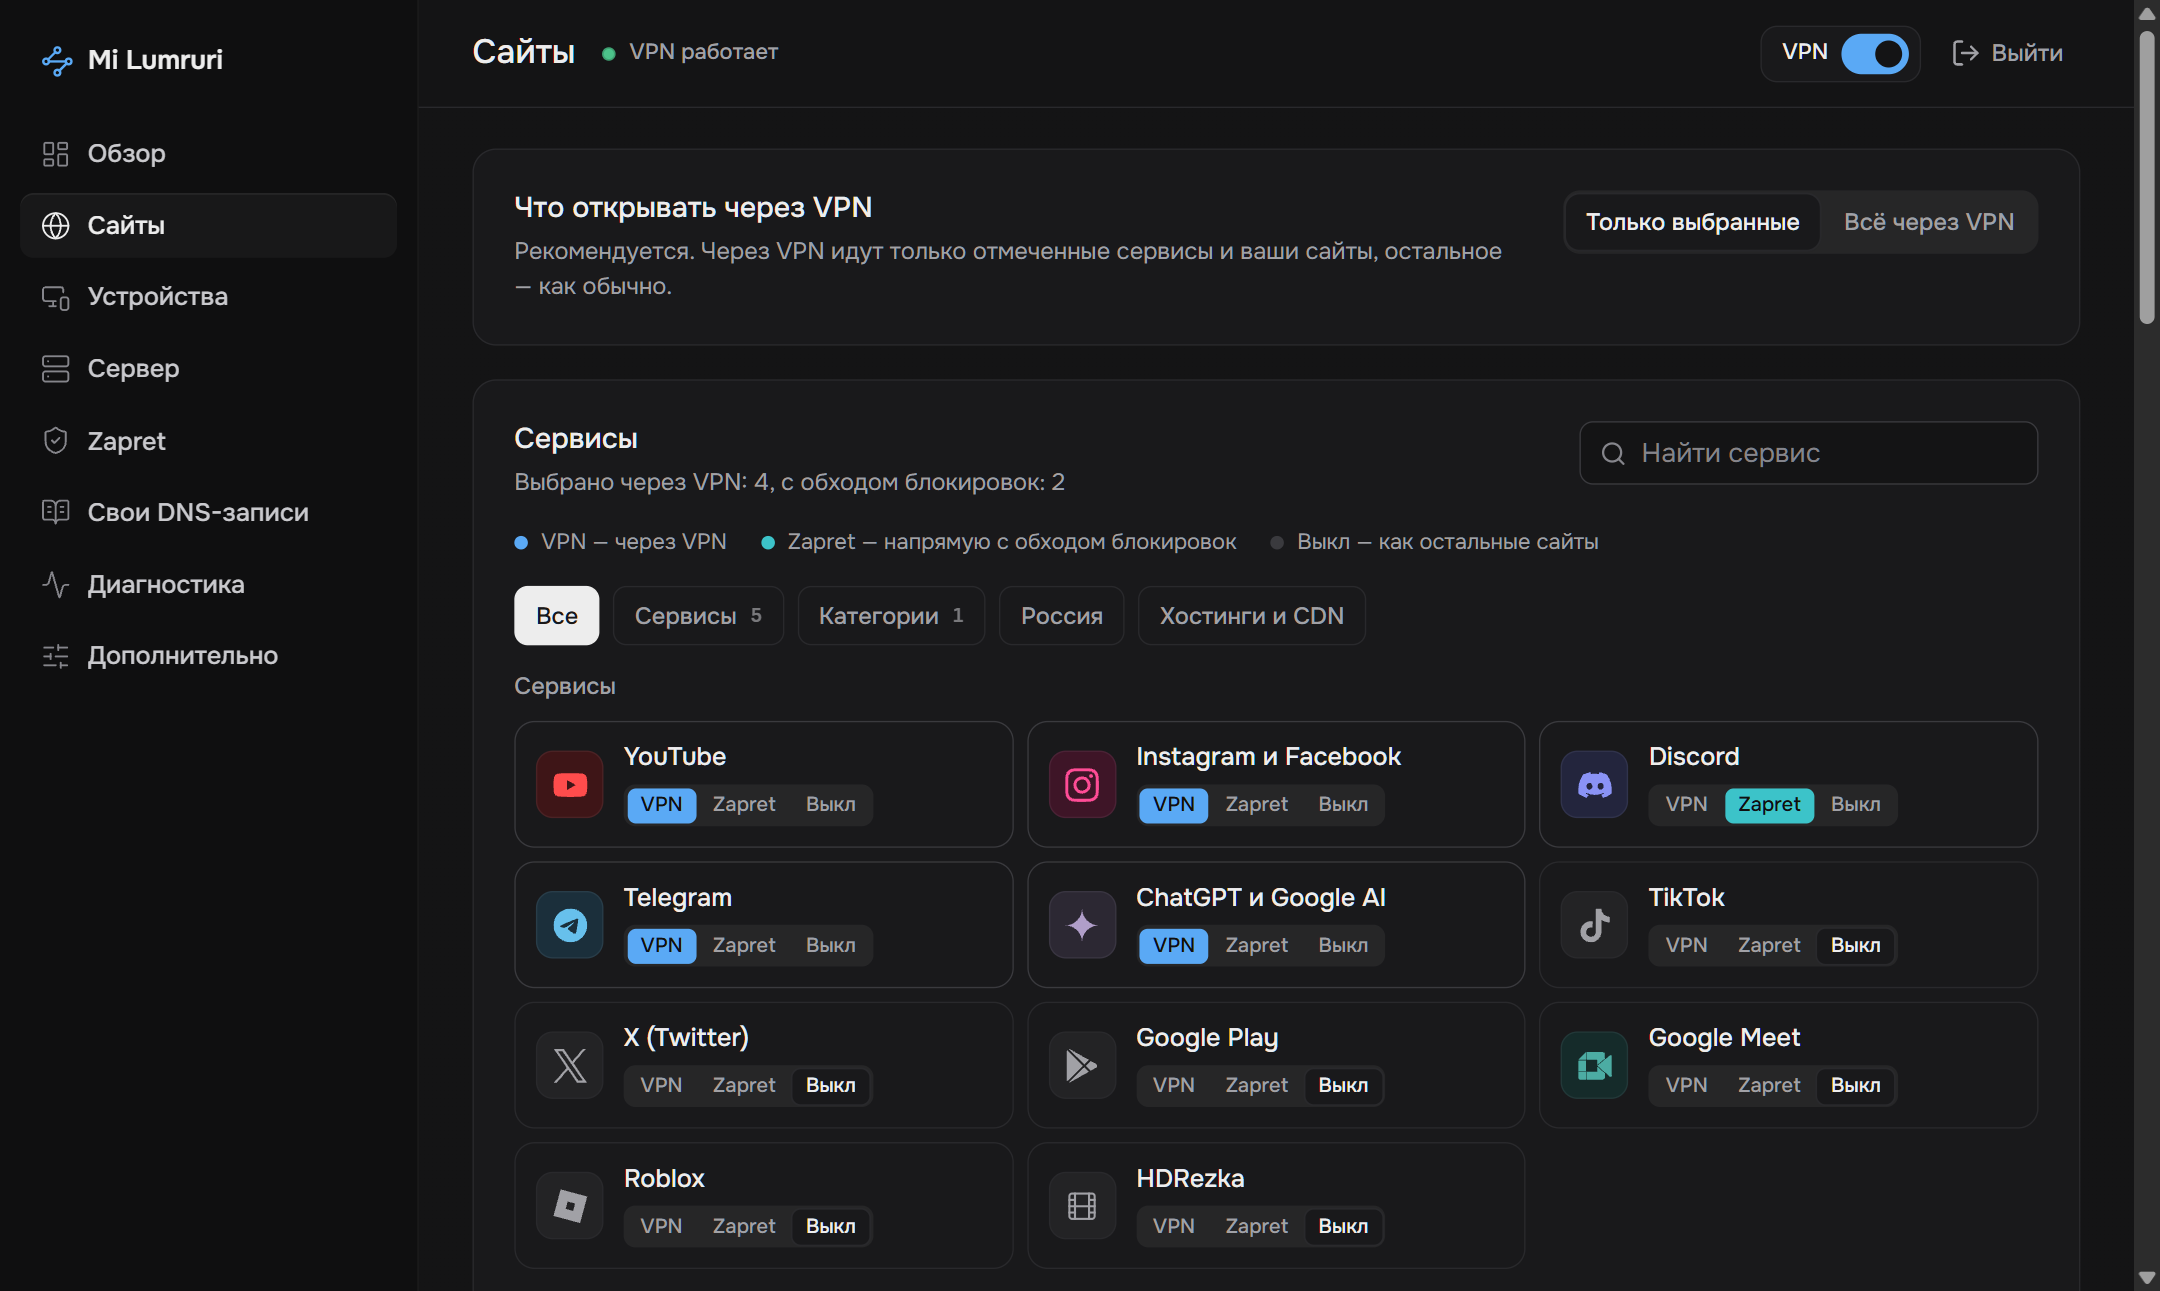 Mi Lumruri
Обзор
Сайты
Устройства
Сервер
Zapret
Свои DNS-записи
Диагностика
Дополнительно
Сайты
VPN работает
VPN
Выйти
Что открывать через VPN
Рекомендуется. Через VPN идут только отмеченные сервисы и ваши сайты, остальное
— как обычно.
Только выбранные
Всё через VPN
Сервисы
Выбрано через VPN: 4, с обходом блокировок: 2
Найти сервис
VPN — через VPN
Zapret — напрямую с обходом блокировок
Выкл — как остальные сайты
Все
Сервисы 5
Категории 1
Россия
Хостинги и CDN
Сервисы
YouTube
VPN Zapret Выкл
Instagram и Facebook
VPN Zapret Выкл
Discord
VPN Zapret Выкл
Telegram
VPN Zapret Выкл
ChatGPT и Google AI
VPN Zapret Выкл
TikTok
VPN Zapret Выкл
X (Twitter)
VPN Zapret Выкл
Google Play
VPN Zapret Выкл
Google Meet
VPN Zapret Выкл
Roblox
VPN Zapret Выкл
HDRezka
VPN Zapret Выкл